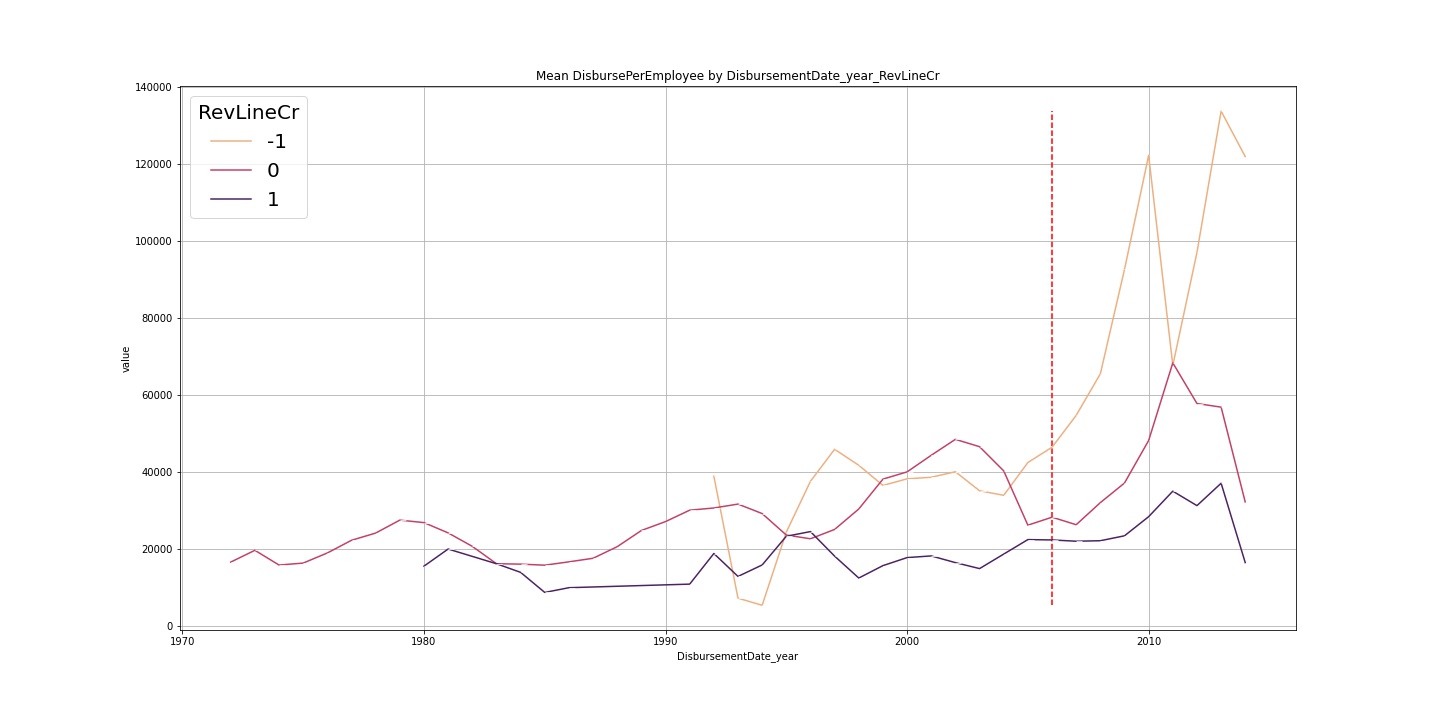 Mean DisbursePerEmployee by DisbursementDate_year_RevLineCr
140000
120000
100000
80000
60000
40000
20000
0
value
RevLineCr
-1
0
1
1970 1980 1990 2000 2010
DisbursementDate_year